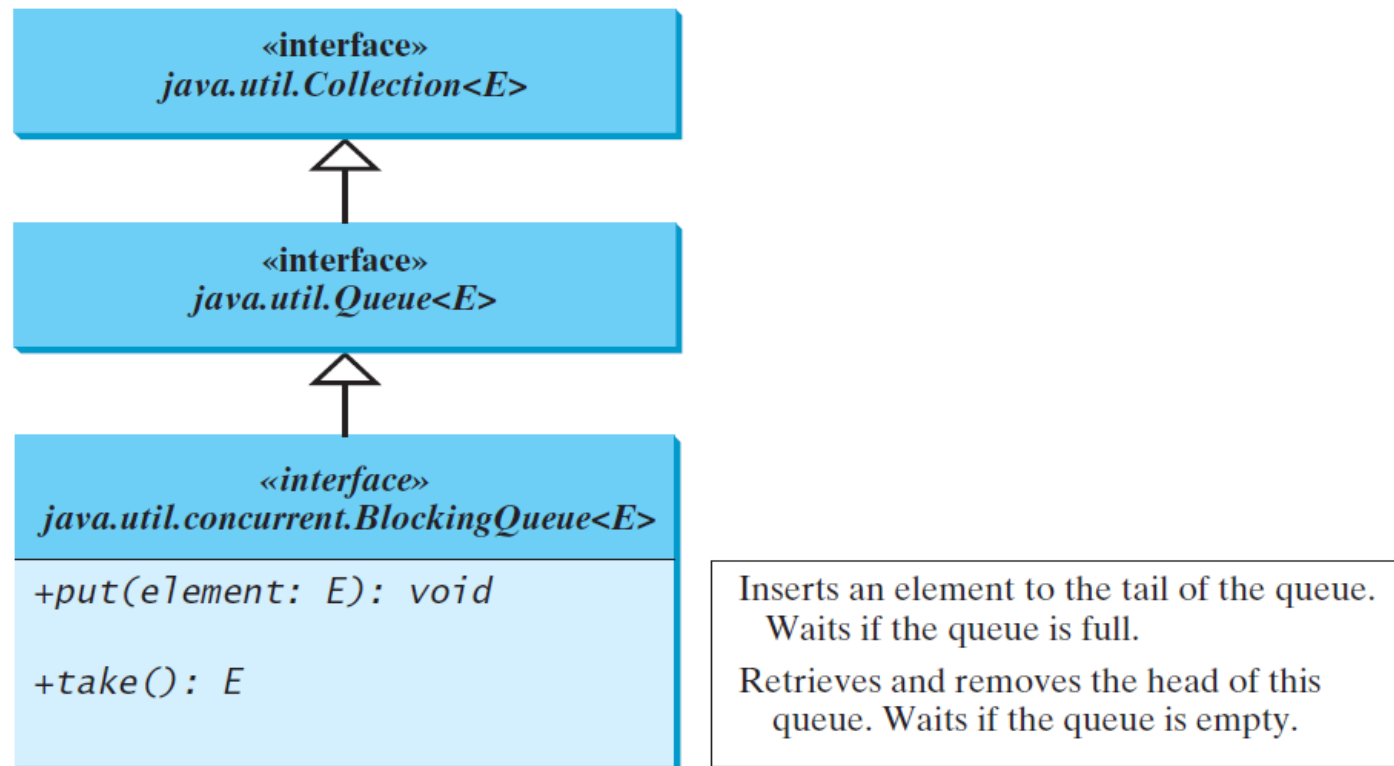 «interface»
java.util.Collection<E>
«interface»
java.util.Queue<E>
«interface»
java.util.concurrent.BlockingQueue<E>
+put(element: E): void
+take(): E
Inserts an element to the tail of the queue.
Waits if the queue is full.
Retrieves and removes the head of this
queue. Waits if the queue is empty.